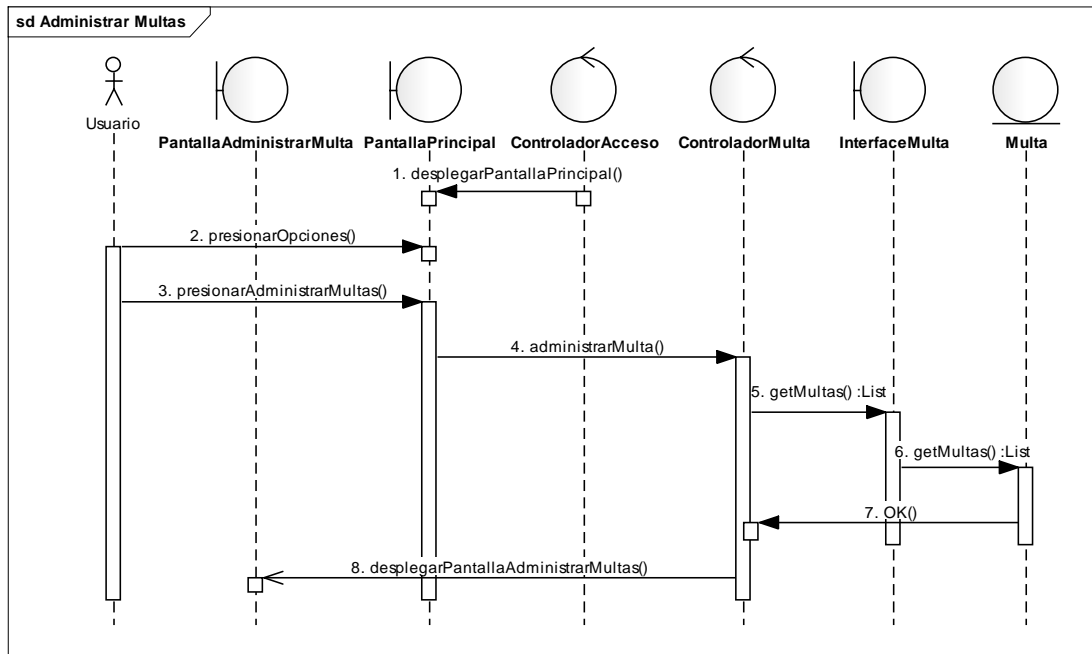 sd Administrar Multas
Usuario
PantallaAdministrarMulta
PantallaPrincipal
ControladorAcceso
ControladorMulta
InterfaceMulta
Multa
1. desplegarPantallaPrincipal()
2. presionarOpciones()
3. presionarAdministrarMultas()
4. administrarMulta()
5. getMultas() :List
6. getMultas() :List
7. OK()
8. desplegarPantallaAdministrarMultas()